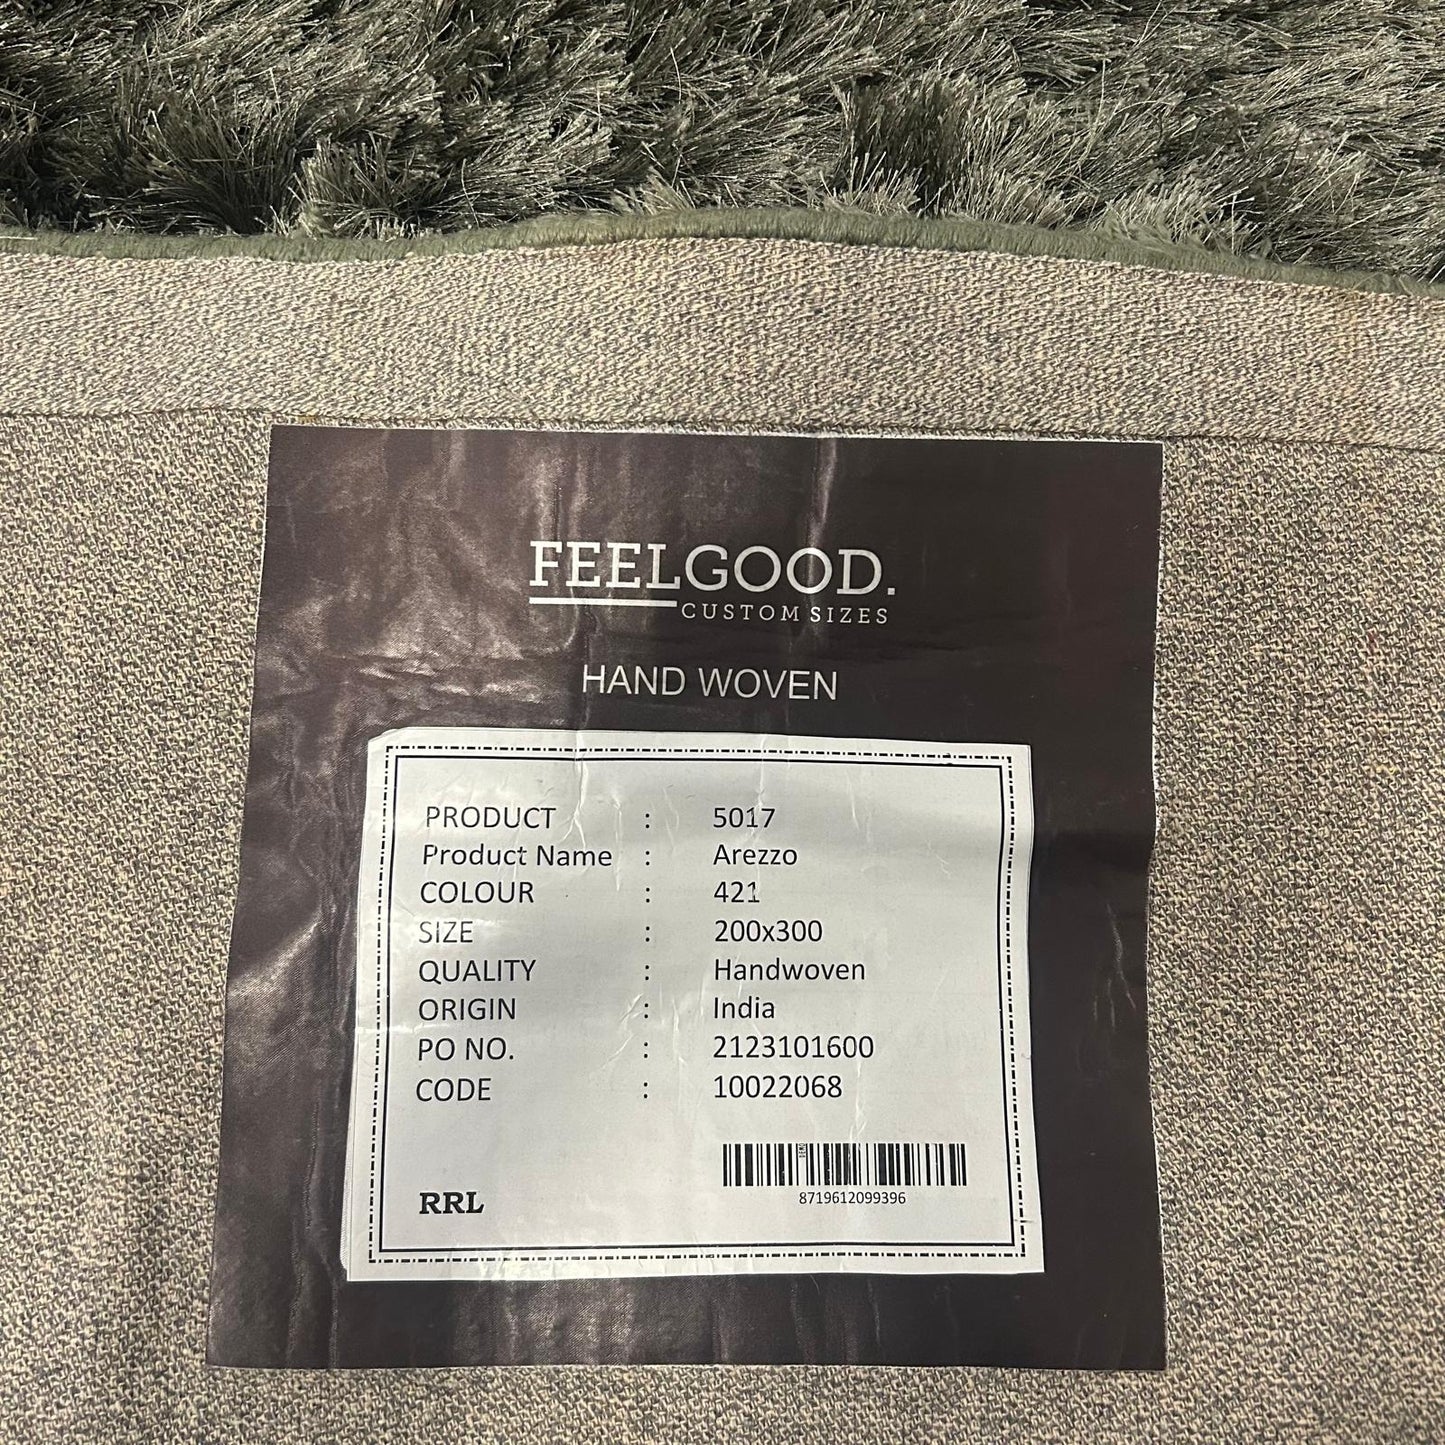 FEELGOOD.
CUSTOM SIZES
HAND WOVEN
PRODUCT : 5017
Product Name : Arezzo
COLOUR : 421
SIZE : 200x300
QUALITY : Handwoven
ORIGIN : India
PO NO. : 2123101600
CODE : 10022068
DEMO
8719612099396
RRL